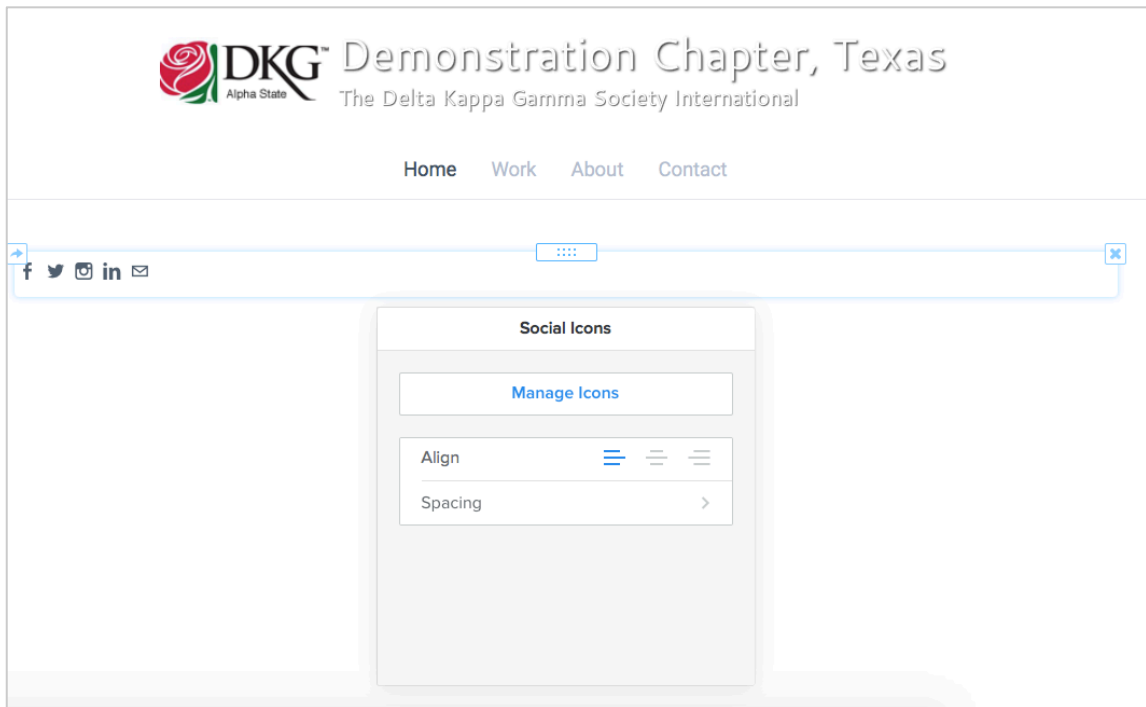 DKG™ Demonstration Chapter, Texas
Alpha State The Delta Kappa Gamma Society International
Home Work About Contact
Social Icons
Manage Icons
Align
Spacing